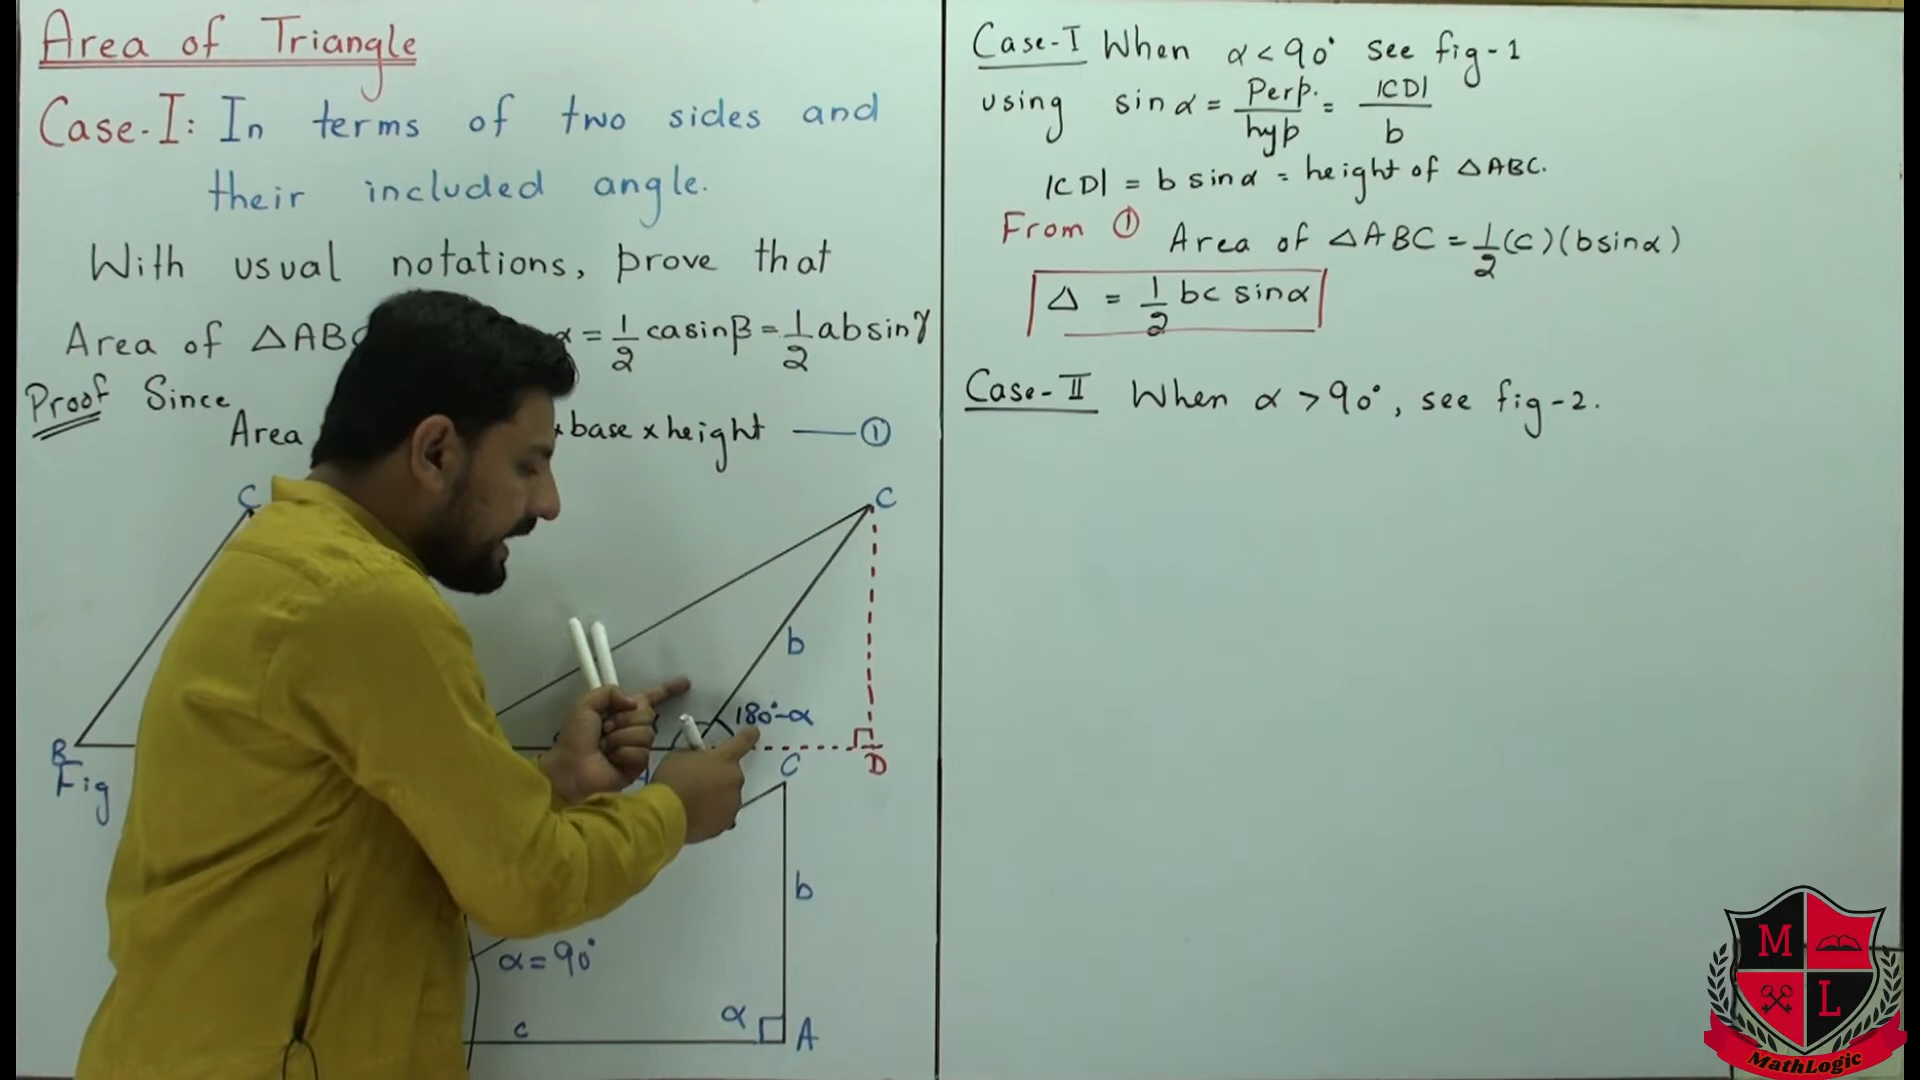 Area of Triangle
Case-I: In terms of two sides and
their included angle.
With usual notations, prove that
Area of △ABC α = 1/2 casinβ = 1/2 absinγ
Proof Since
Area × base × height —— ①
C
B
Fig
C
b
180°-α
D
C
b
α = 90°
c
α
A
Case-I When α < 90° see fig-1
using sinα = Perp./hyp = |CD|/b
|CD| = b sinα = height of △ABC.
From ① Area of △ABC = 1/2 (c)(bsinα)
△ = 1/2 bc sinα
Case-II When α > 90°, see fig-2.
M
L
MathLogic